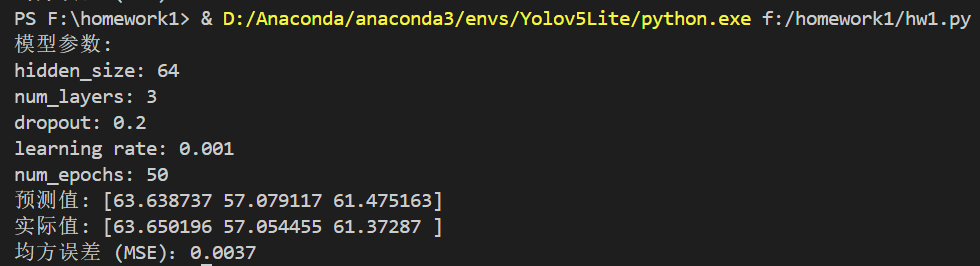 PS F:\homework1> & D:/Anaconda/anaconda3/envs/Yolov5Lite/python.exe f:/homework1/hw1.py
模型参数:
hidden_size: 64
num_layers: 3
dropout: 0.2
learning rate: 0.001
num_epochs: 50
预测值: [63.638737 57.079117 61.475163]
实际值: [63.650196 57.054455 61.37287 ]
均方误差 (MSE): 0.0037